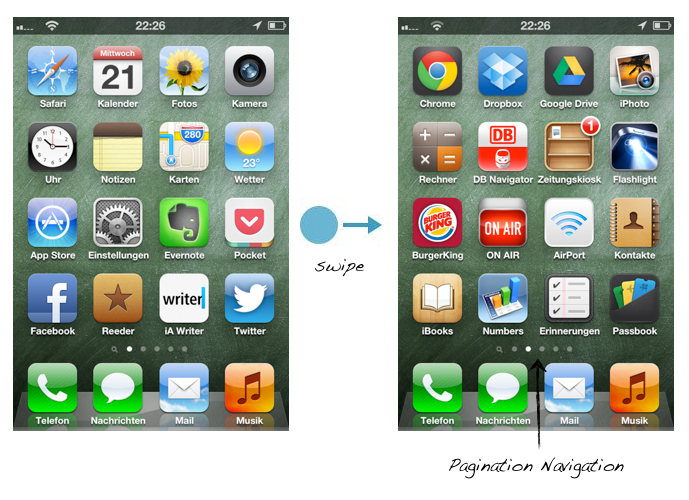 22:26
Mittwoch
21
Safari Kalender Fotos Kamera
280
23°
Uhr Notizen Karten Wetter
App Store Einstellungen Evernote Pocket
writer
Facebook Reeder iA Writer Twitter
Telefon Nachrichten Mail Musik
swipe
22:26
Chrome Dropbox Google Drive iPhoto
DB
1
Rechner DB Navigator Zeitungskiosk Flashlight
BURGER
KING
ON AIR
BurgerKing ON AIR AirPort Kontakte
iBooks Numbers Erinnerungen Passbook
Telefon Nachrichten Mail Musik
Pagination Navigation